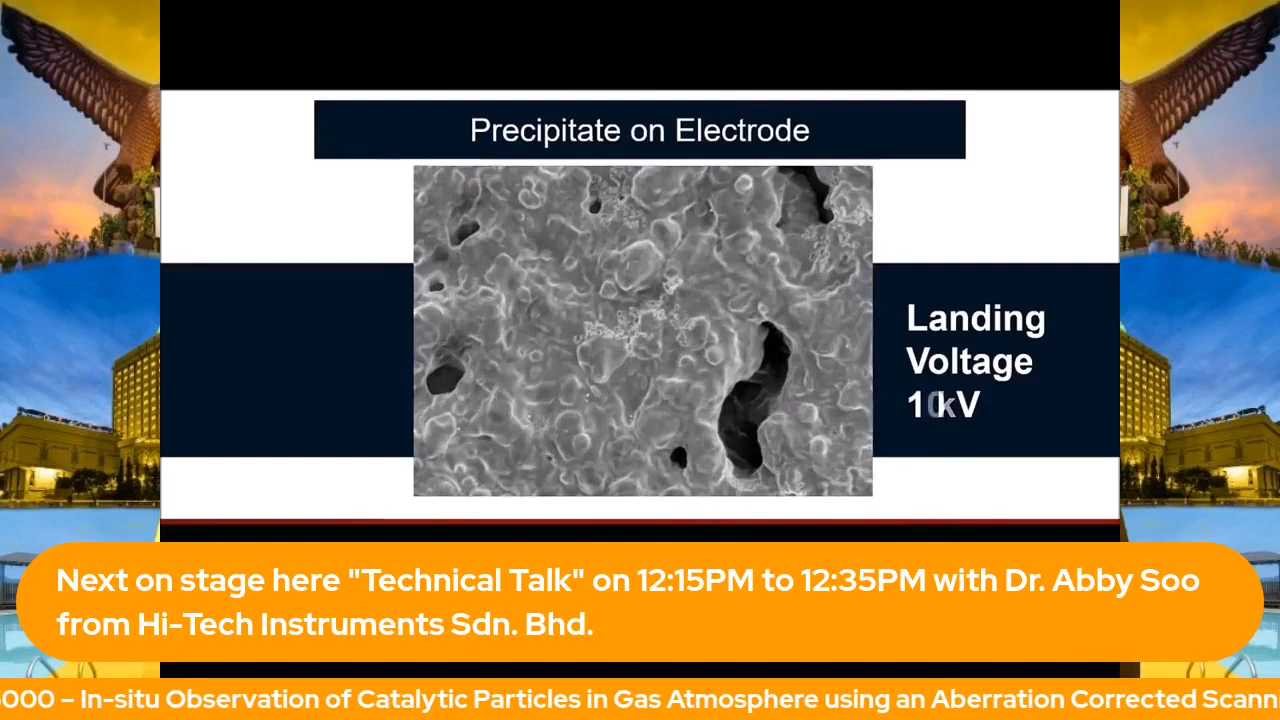 Precipitate on Electrode
Landing
Voltage
Next on stage here "Technical Talk" on 12:15PM to 12:35PM with Dr. Abby Soo
from Hi-Tech Instruments Sdn. Bhd.
000 – In-situ Observation of Catalytic Particles in Gas Atmosphere using an Aberration Corrected Scann